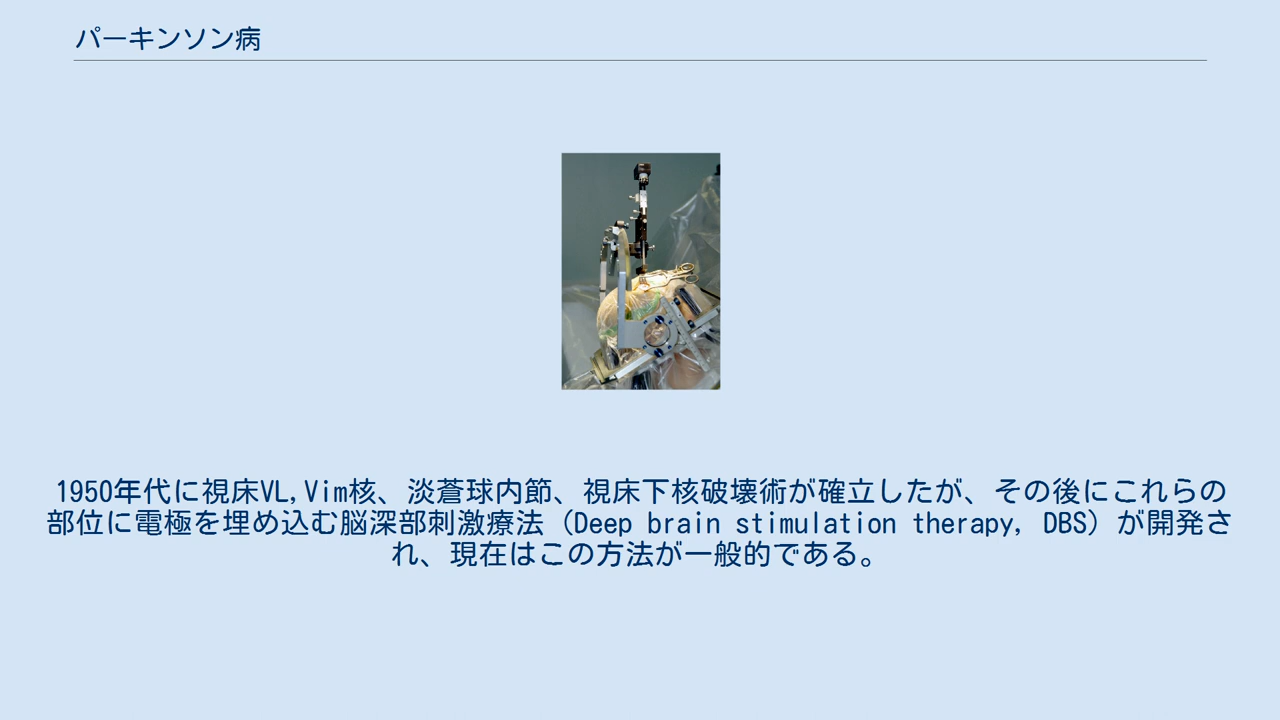 パーキンソン病
1950年代に視床VL,Vim核、淡蒼球内節、視床下核破壊術が確立したが、その後にこれらの
部位に電極を埋め込む脳深部刺激療法（Deep brain stimulation therapy, DBS）が開発さ
れ、現在はこの方法が一般的である。